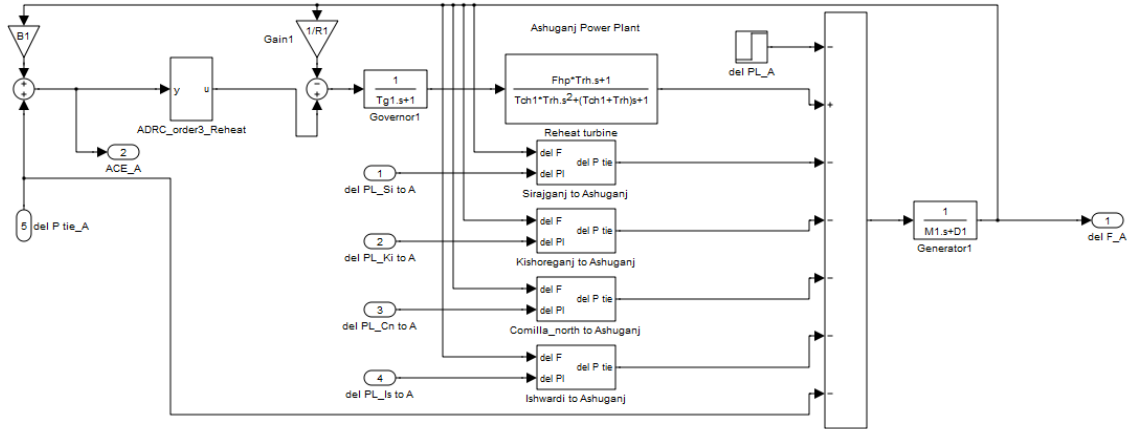 Ashuganj Power Plant
B1
1/R1
Gain1
y
u
ADRC_order3_Reheat
1
Tg1.s+1
Governor1
Fhp*Trh.s+1
Tch1*Trh.s²+(Tch1+Trh)s+1
Reheat turbine
del PL_A
2
ACE_A
5
del P tie_A
1
del PL_Si to A
del F
del Pl
del P tie
Sirajganj to Ashuganj
2
del PL_Ki to A
del F
del Pl
del P tie
Kishoreganj to Ashuganj
3
del PL_Cn to A
del F
del Pl
del P tie
Comilla_north to Ashuganj
4
del PL_Is to A
del F
del Pl
del P tie
Ishwardi to Ashuganj
1
M1.s+D1
Generator1
1
del F_A